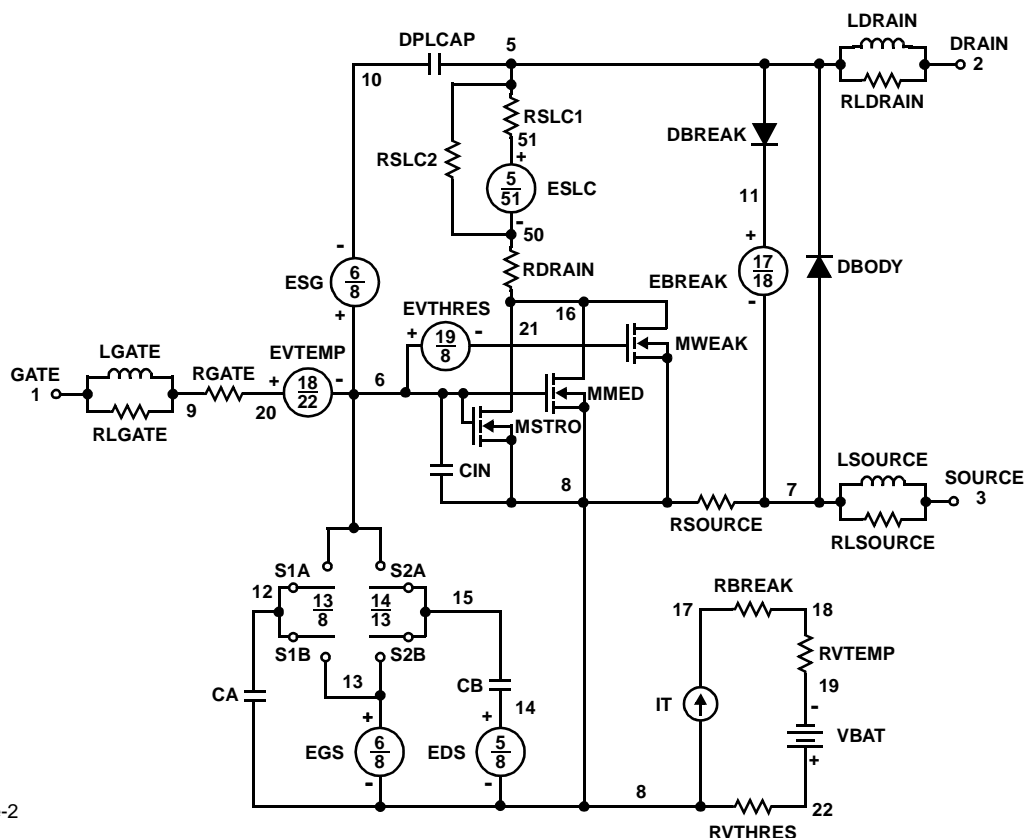 LDRAIN
DPLCAP
5
DRAIN
2
10
RLDRAIN
RSLC1
DBREAK
51
RSLC2
+
5
51
ESLC
11
-
50
-
+
17
18
EBREAK
DBODY
RDRAIN
6
8
ESG
EVTHRES
16
-
+
+
19
8
-
21
MWEAK
LGATE
EVTEMP
GATE
1
RGATE
+
18
22
-
6
MMED
9
20
RLGATE
MSTRO
CIN
LSOURCE
8
7
SOURCE
3
RSOURCE
RLSOURCE
S1A
S2A
12
13
8
14
13
15
RBREAK
17
18
S1B
S2B
RVTEMP
13
CB
CA
19
14
IT
-
+
+
VBAT
EGS
6
8
EDS
5
8
+
-
-
8
22
-2
RVTHRES